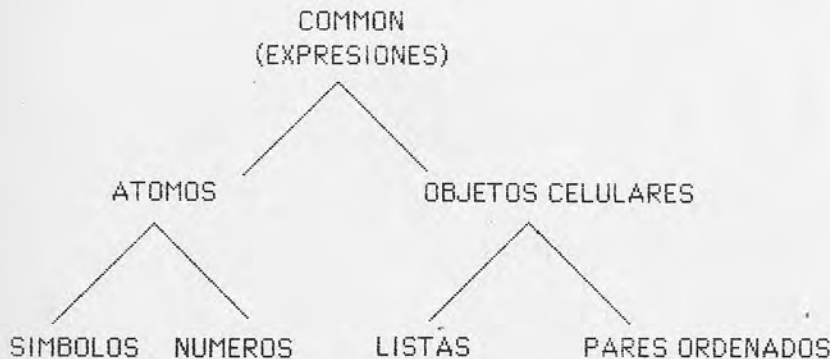 COMMON
(EXPRESIONES)
ATOMOS
OBJETOS CELULARES
SIMBOLOS
NUMEROS
LISTAS
PARES ORDENADOS